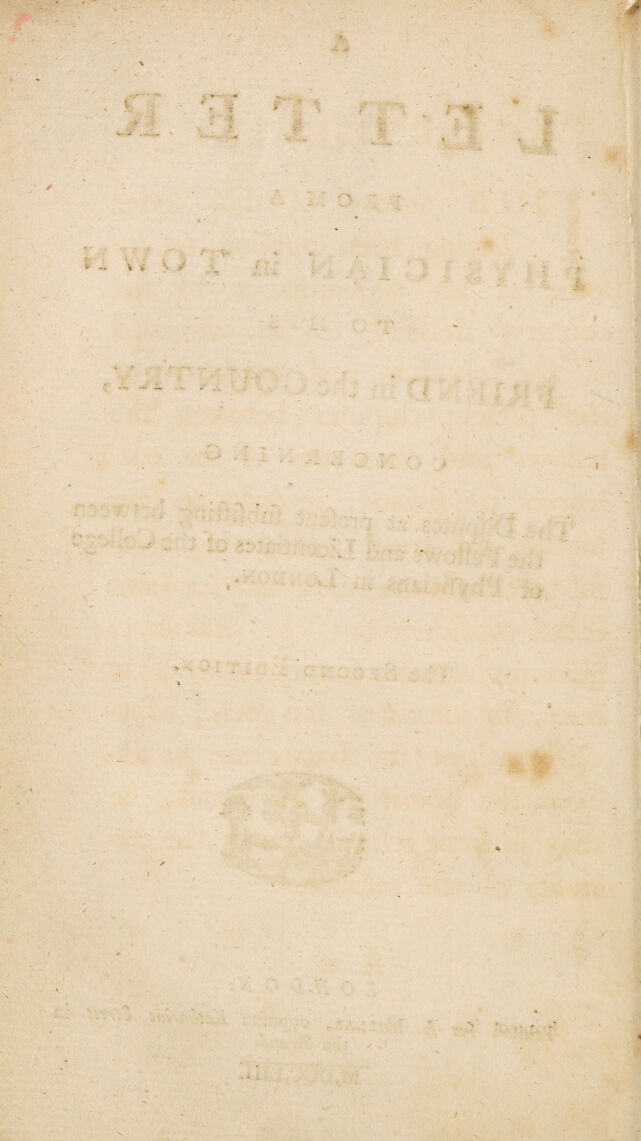 A
LETTER
FROM A
PHYSICIAN in TOWN
TO HIS
FRIEND in the COUNTRY,
CONCERNING
The Disputes at present subsisting between
the Fellows and Licentiates of the College
of Physicians in LONDON.
The SECOND EDITION.
LONDON:
Printed for A. MILLAR, opposite Katharine Street in
the Strand.
M,DCC,LIII.